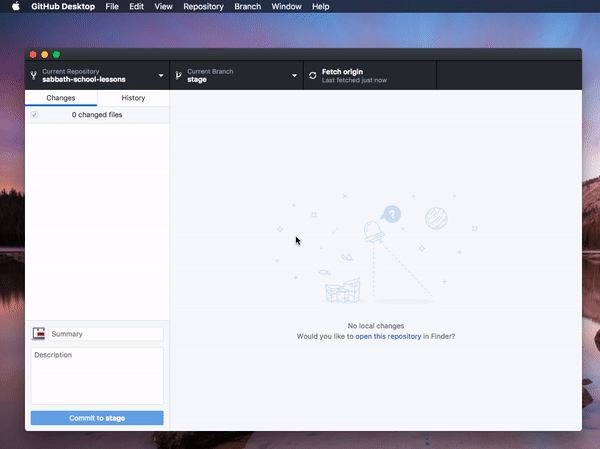 GitHub Desktop File Edit View Repository Branch Window Help
Current Repository
sabbath-school-lessons
Current Branch
stage
Fetch origin
Last fetched just now
Changes History
0 changed files
?
No local changes
Would you like to open this repository in Finder?
Summary
Description
Commit to stage